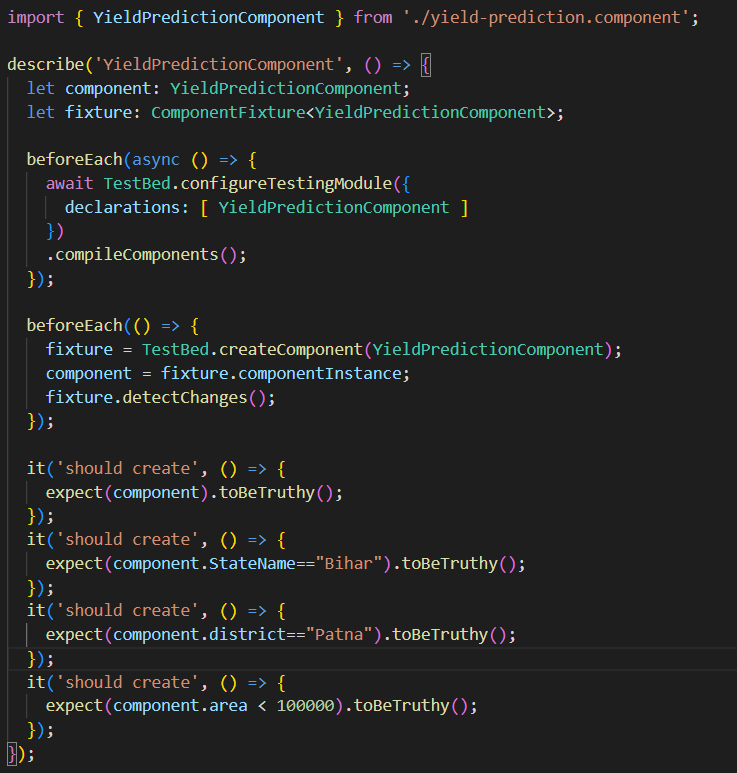 import { YieldPredictionComponent } from './yield-prediction.component';
describe('YieldPredictionComponent', () => {
  let component: YieldPredictionComponent;
  let fixture: ComponentFixture<YieldPredictionComponent>;
  beforeEach(async () => {
    await TestBed.configureTestingModule({
      declarations: [ YieldPredictionComponent ]
    })
    .compileComponents();
  });
  beforeEach(() => {
    fixture = TestBed.createComponent(YieldPredictionComponent);
    component = fixture.componentInstance;
    fixture.detectChanges();
  });
  it('should create', () => {
    expect(component).toBeTruthy();
  });
  it('should create', () => {
    expect(component.StateName=="Bihar").toBeTruthy();
  });
  it('should create', () => {
    expect(component.district=="Patna").toBeTruthy();
  });
  it('should create', () => {
    expect(component.area < 100000).toBeTruthy();
  });
});